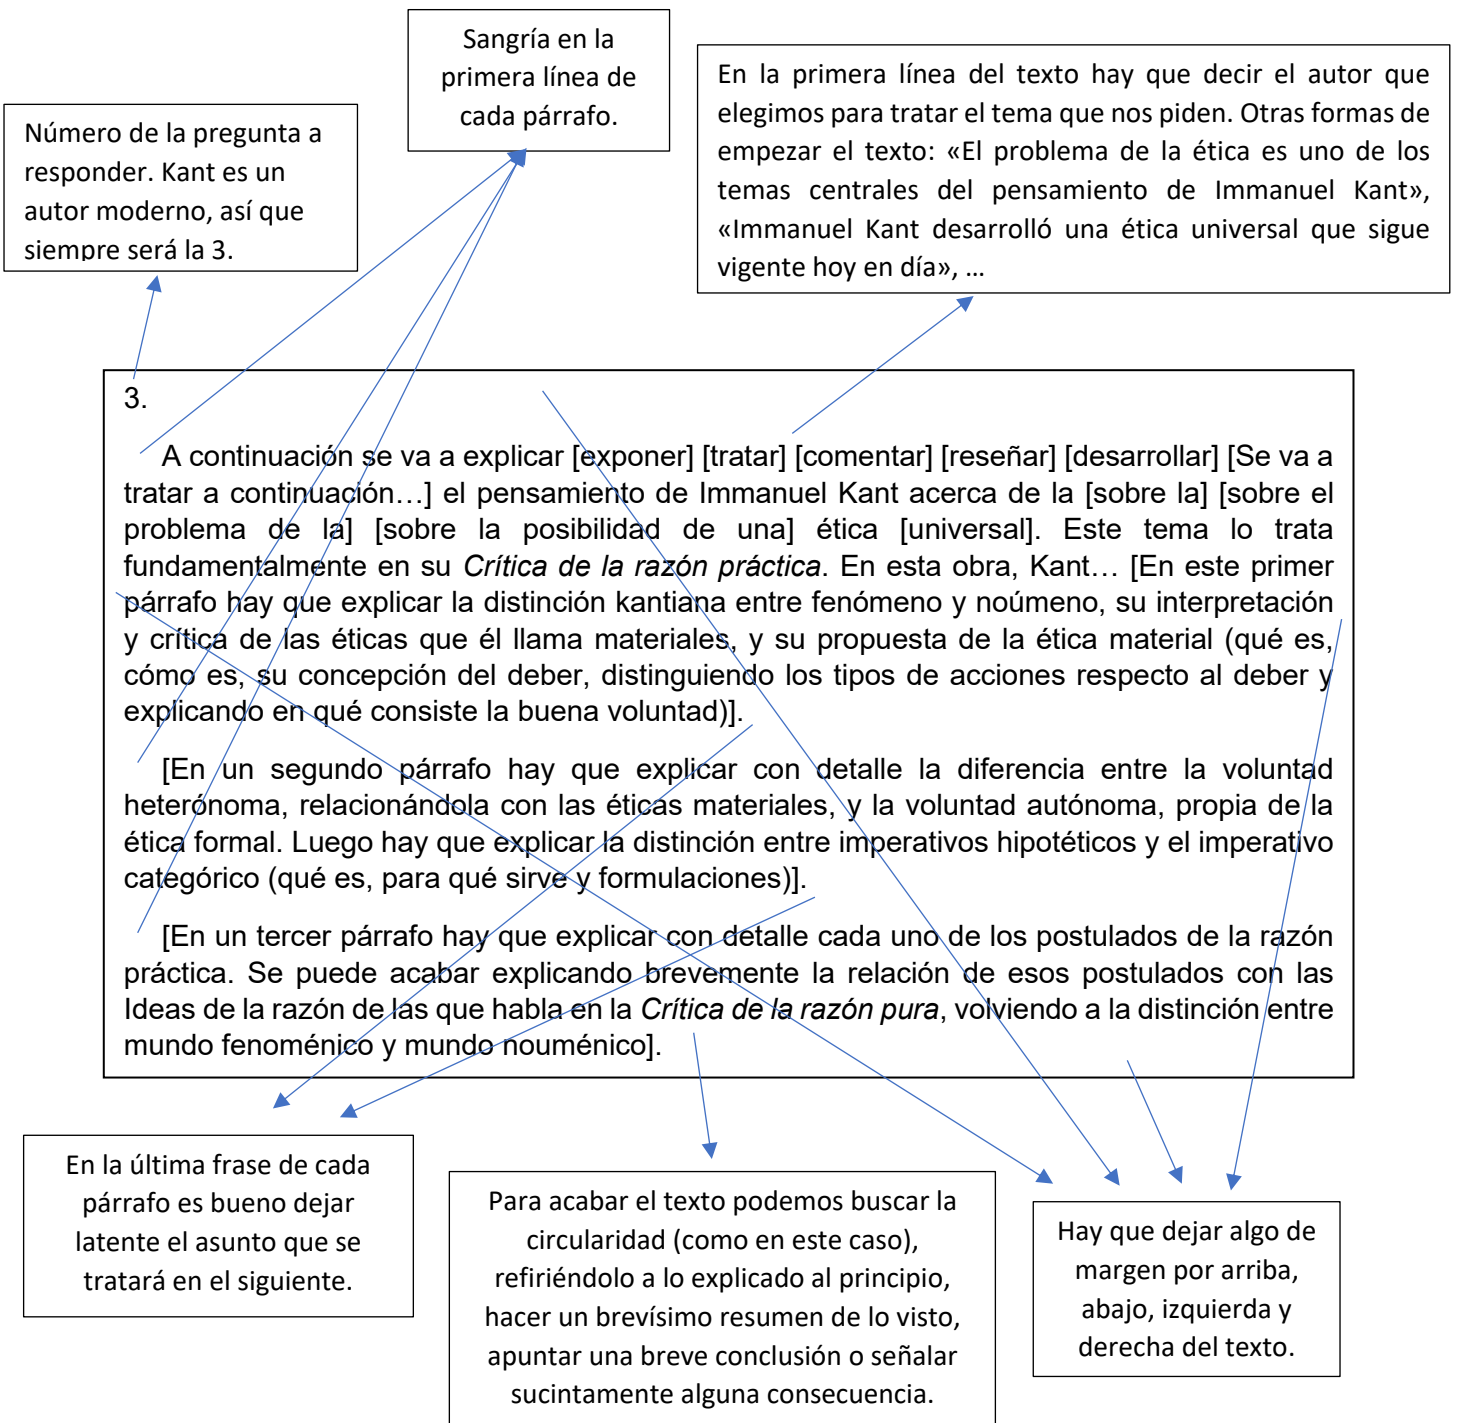 Sangría en la
primera línea de
cada párrafo.
En la primera línea del texto hay que decir el autor que
elegimos para tratar el tema que nos piden. Otras formas de
empezar el texto: «El problema de la ética es uno de los
temas centrales del pensamiento de Immanuel Kant»,
«Immanuel Kant desarrolló una ética universal que sigue
vigente hoy en día», …
Número de la pregunta a
responder. Kant es un
autor moderno, así que
siempre será la 3.
3.
A continuación se va a explicar [exponer] [tratar] [comentar] [reseñar] [desarrollar] [Se va a
tratar a continuación…] el pensamiento de Immanuel Kant acerca de la [sobre la] [sobre el
problema de la] [sobre la posibilidad de una] ética [universal]. Este tema lo trata
fundamentalmente en su Crítica de la razón práctica. En esta obra, Kant… [En este primer
párrafo hay que explicar la distinción kantiana entre fenómeno y noúmeno, su interpretación
y crítica de las éticas que él llama materiales, y su propuesta de la ética material (qué es,
cómo es, su concepción del deber, distinguiendo los tipos de acciones respecto al deber y
explicando en qué consiste la buena voluntad)].
[En un segundo párrafo hay que explicar con detalle la diferencia entre la voluntad
heterónoma, relacionándola con las éticas materiales, y la voluntad autónoma, propia de la
ética formal. Luego hay que explicar la distinción entre imperativos hipotéticos y el imperativo
categórico (qué es, para qué sirve y formulaciones)].
[En un tercer párrafo hay que explicar con detalle cada uno de los postulados de la razón
práctica. Se puede acabar explicando brevemente la relación de esos postulados con las
Ideas de la razón de las que habla en la Crítica de la razón pura, volviendo a la distinción entre
mundo fenoménico y mundo nouménico].
En la última frase de cada
párrafo es bueno dejar
latente el asunto que se
tratará en el siguiente.
Para acabar el texto podemos buscar la
circularidad (como en este caso),
refiriéndolo a lo explicado al principio,
hacer un brevísimo resumen de lo visto,
apuntar una breve conclusión o señalar
sucintamente alguna consecuencia.
Hay que dejar algo de
margen por arriba,
abajo, izquierda y
derecha del texto.